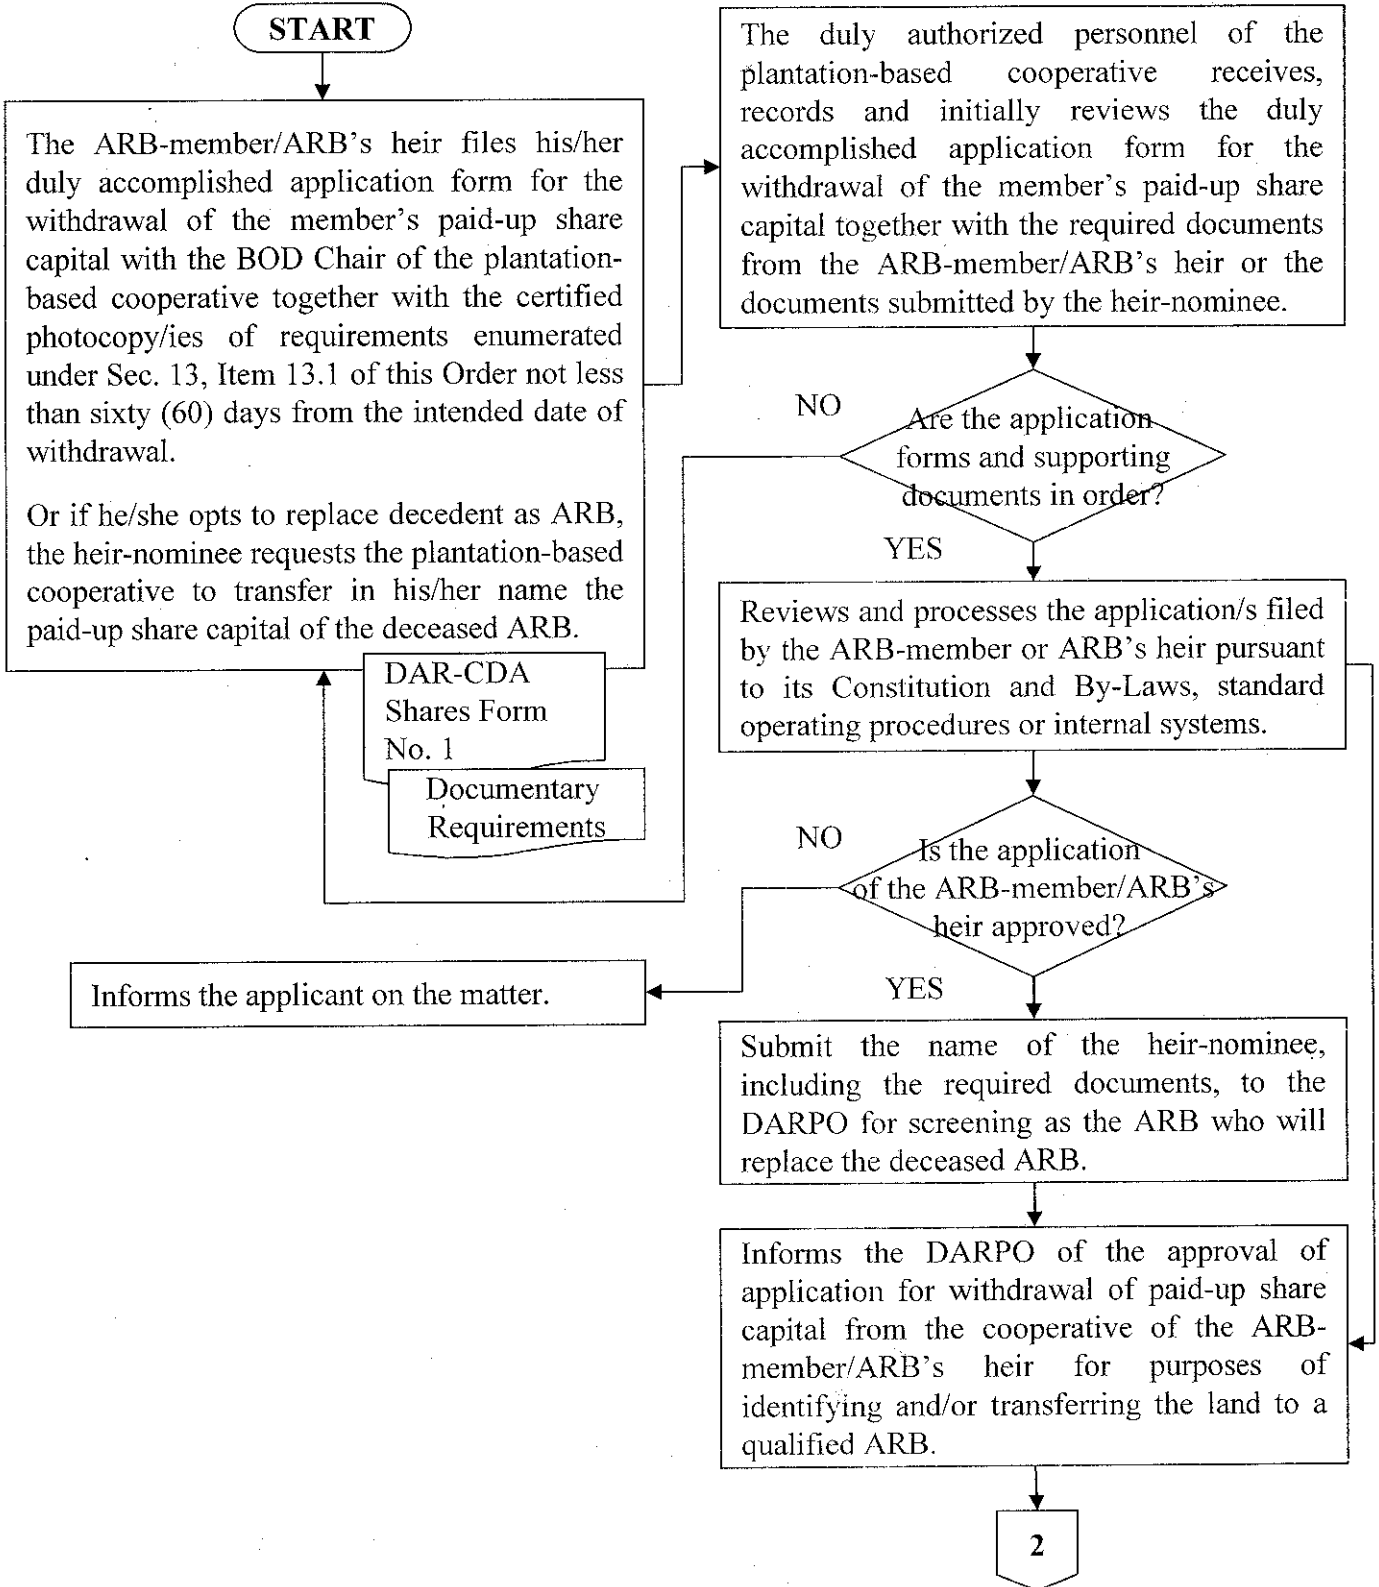 START
The ARB-member/ARB's heir files his/her
duly accomplished application form for the
withdrawal of the member's paid-up share
capital with the BOD Chair of the plantation-
based cooperative together with the certified
photocopy/ies of requirements enumerated
under Sec. 13, Item 13.1 of this Order not less
than sixty (60) days from the intended date of
withdrawal.
Or if he/she opts to replace decedent as ARB,
the heir-nominee requests the plantation-based
cooperative to transfer in his/her name the
paid-up share capital of the deceased ARB.
DAR-CDA
Shares Form
No. 1
Documentary
Requirements
The duly authorized personnel of the
plantation-based cooperative receives,
records and initially reviews the duly
accomplished application form for the
withdrawal of the member's paid-up share
capital together with the required documents
from the ARB-member/ARB's heir or the
documents submitted by the heir-nominee.
NO
Are the application
forms and supporting
documents in order?
YES
Reviews and processes the application/s filed
by the ARB-member or ARB's heir pursuant
to its Constitution and By-Laws, standard
operating procedures or internal systems.
NO
Is the application
of the ARB-member/ARB's
heir approved?
Informs the applicant on the matter.
YES
Submit the name of the heir-nominee,
including the required documents, to the
DARPO for screening as the ARB who will
replace the deceased ARB.
Informs the DARPO of the approval of
application for withdrawal of paid-up share
capital from the cooperative of the ARB-
member/ARB's heir for purposes of
identifying and/or transferring the land to a
qualified ARB.
2